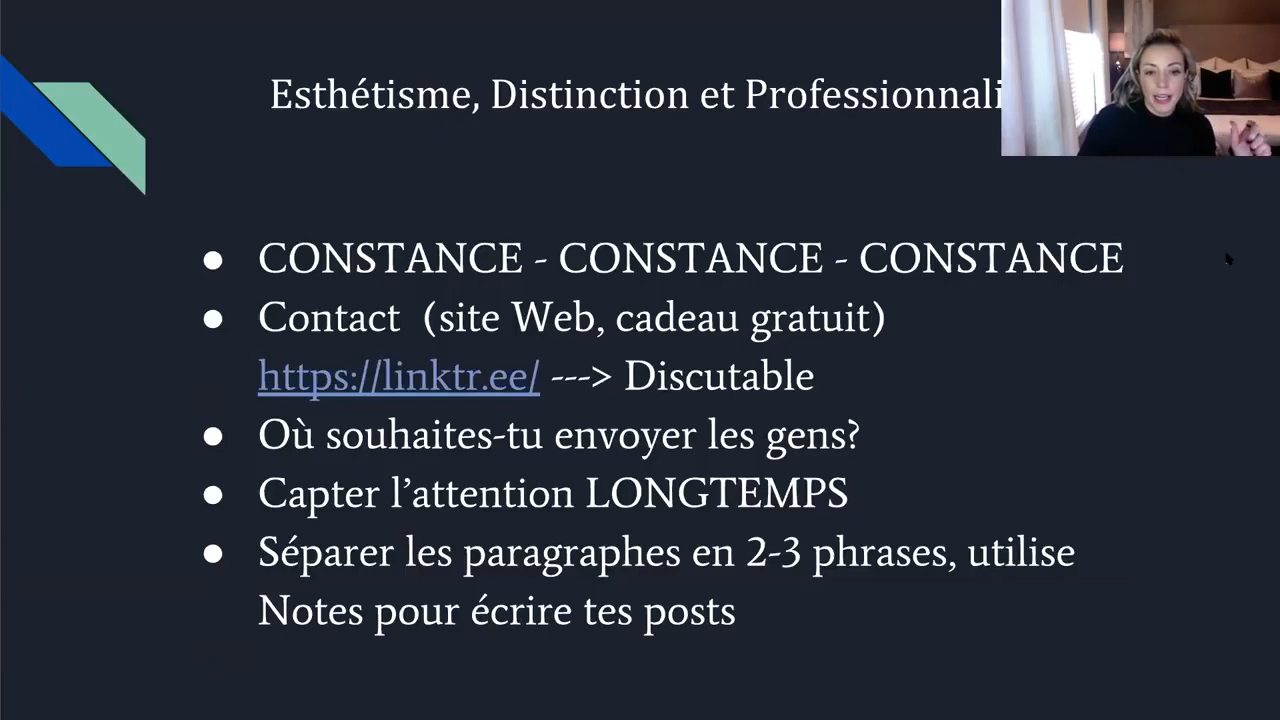 Esthétisme, Distinction et Professionnali
● CONSTANCE - CONSTANCE - CONSTANCE
● Contact (site Web, cadeau gratuit)
https://linktr.ee/ ---> Discutable
● Où souhaites-tu envoyer les gens?
● Capter l’attention LONGTEMPS
● Séparer les paragraphes en 2-3 phrases, utilise
Notes pour écrire tes posts